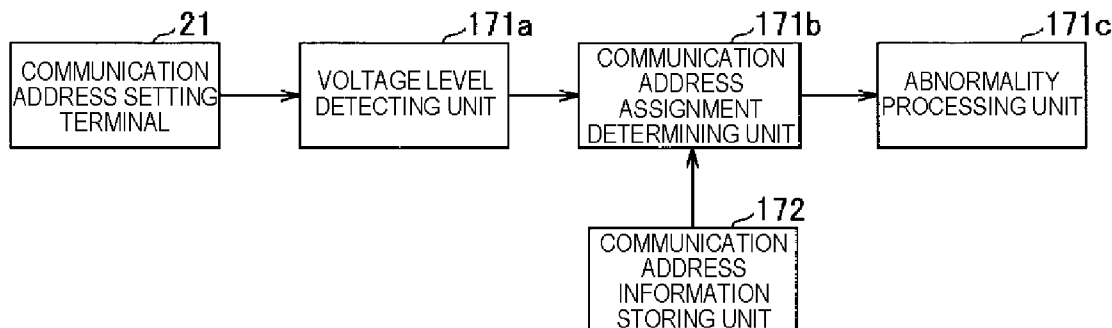 21
COMMUNICATION
ADDRESS SETTING
TERMINAL
171a
VOLTAGE LEVEL
DETECTING UNIT
171b
COMMUNICATION
ADDRESS
ASSIGNMENT
DETERMINING UNIT
171c
ABNORMALITY
PROCESSING UNIT
172
COMMUNICATION
ADDRESS
INFORMATION
STORING UNIT